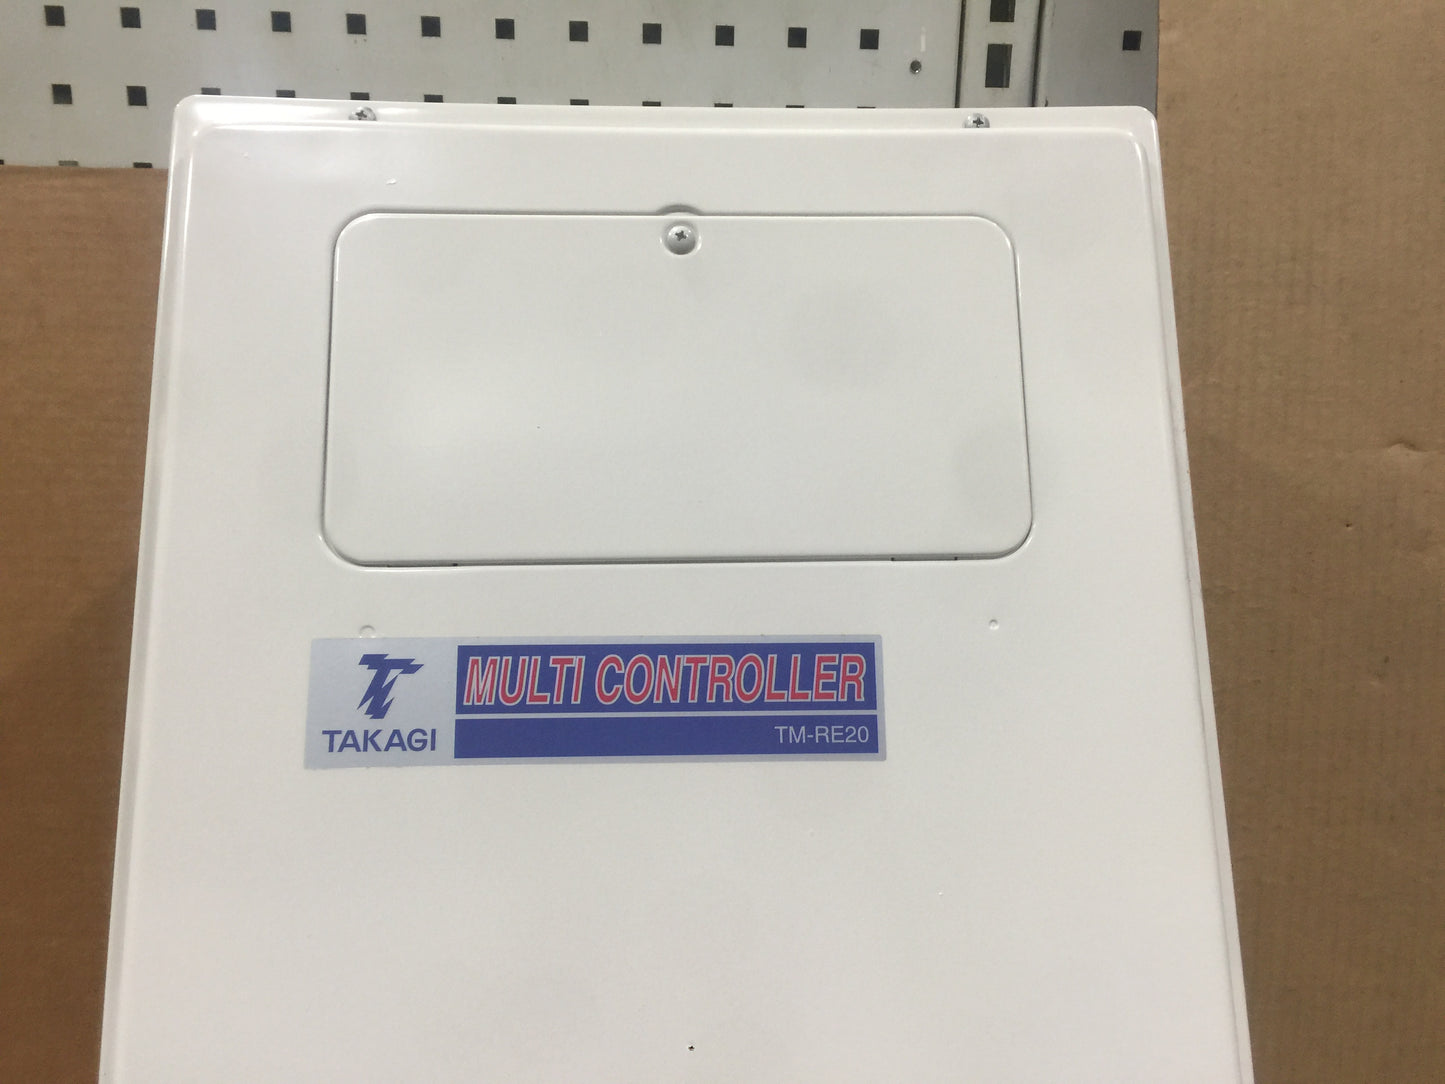 MULTI CONTROLLER
TAKAGI
TM-RE20